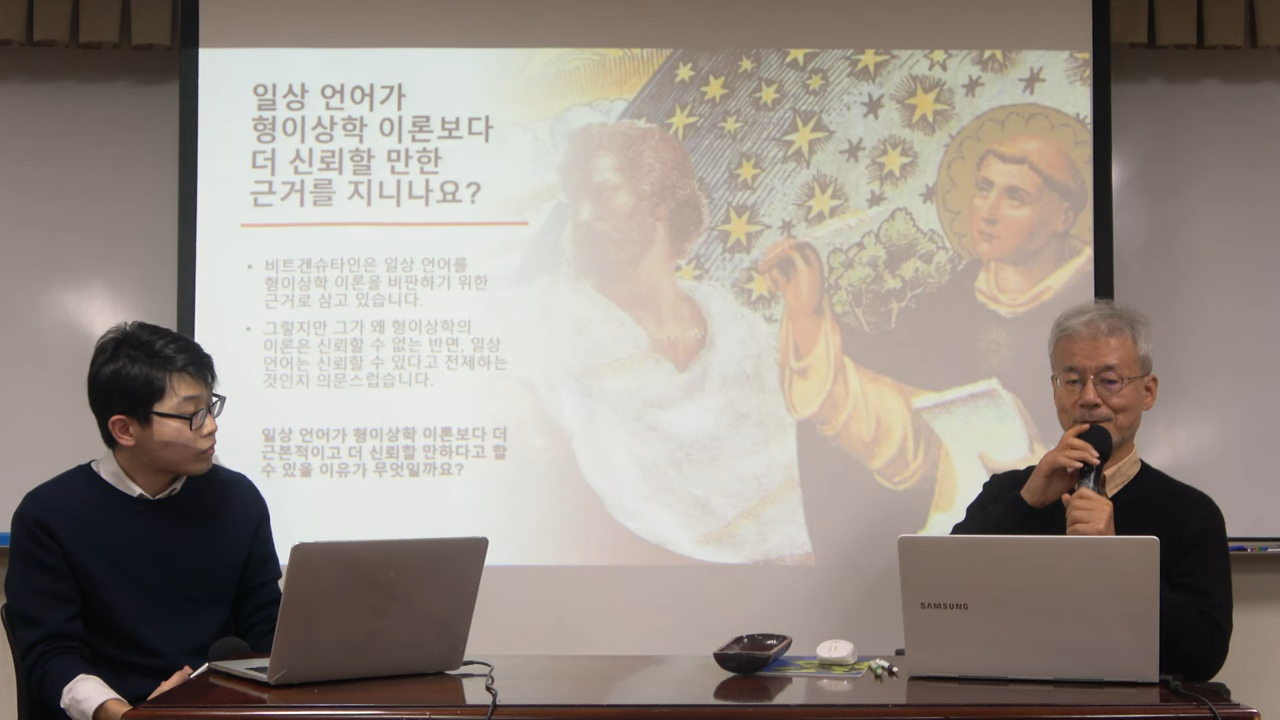 일상 언어가
형이상학 이론보다
더 신뢰할 만한
근거를 지니나요?
▪ 비트겐슈타인은 일상 언어를
형이상학 이론을 비판하기 위한
근거로 삼고 있습니다.
▪ 그렇지만 그가 왜 형이상학의
이론은 신뢰할 수 없는 반면, 일상
언어는 신뢰할 수 있다고 전제하는
것인지 의문스럽습니다.
일상 언어가 형이상학 이론보다 더
근본적이고 더 신뢰할 만하다고 할
수 있을 이유가 무엇일까요?
SAMSUNG